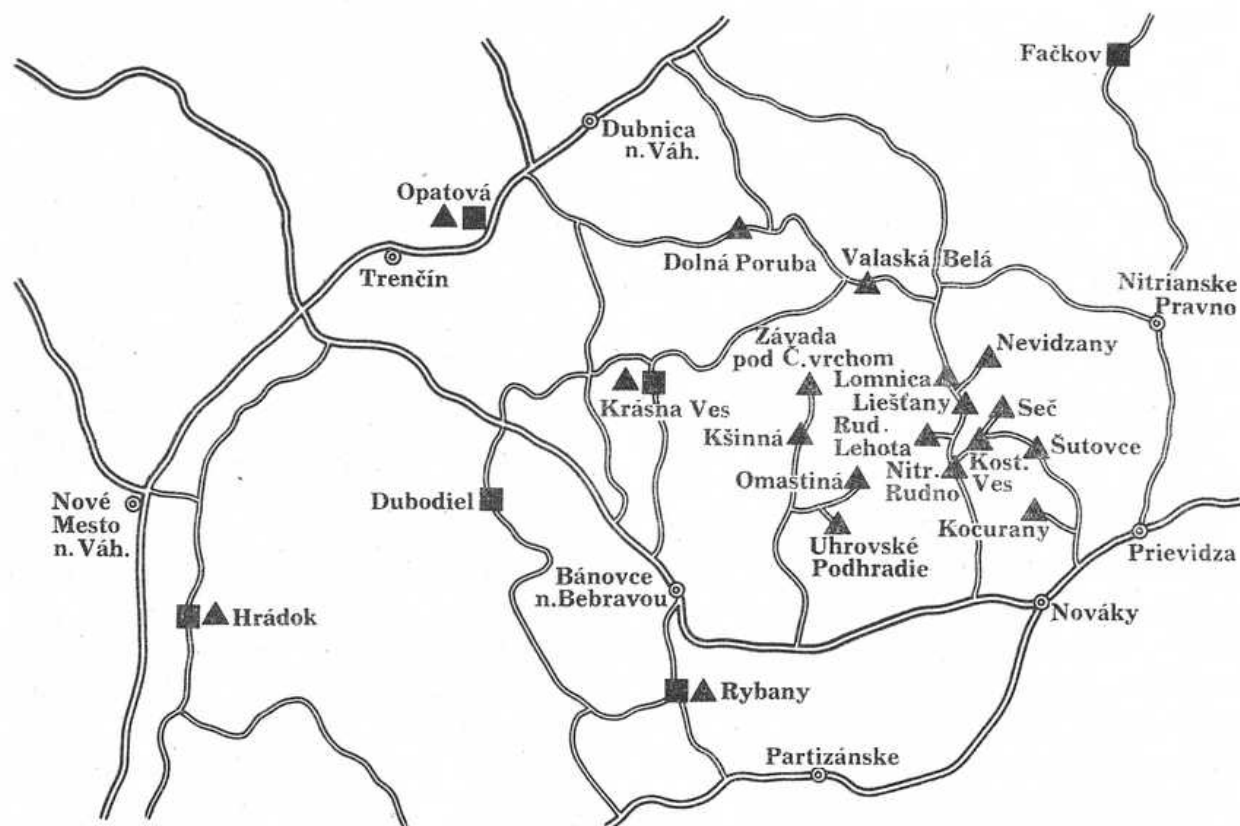 Fačkov
Dubnica
n. Váh.
Opatová
Trenčín
Dolná Poruba
Valaská Belá
Nitrianske
Pravno
Závada
pod Č. vrchom
Nevidzany
Lomnica
Liešťany
Seč
Krásna Ves
Kšinná
Rud.
Lehota
Šutovce
Kost.
Ves
Nitr.
Rudno
Omastiná
Dubodiel
Nové
Mesto
n. Váh.
Kocurany
Uhrovské
Podhradie
Prievidza
Bánovce
n. Bebravou
Nováky
Hrádok
Rybany
Partizánske